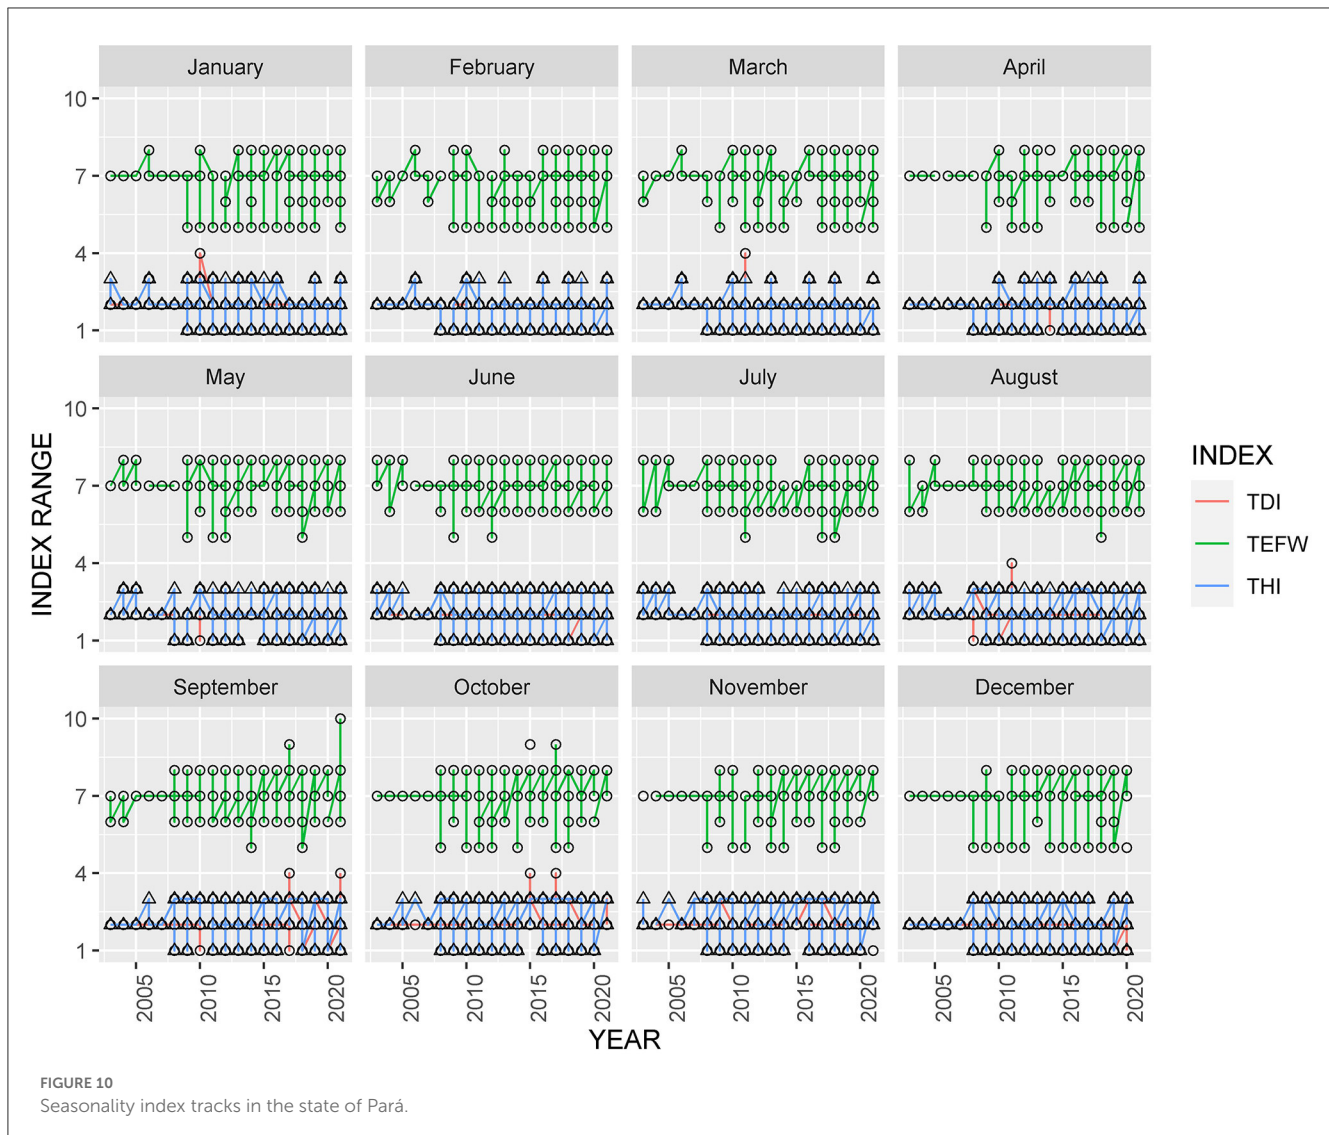 January February March April
10
7
4
1
May June July August
10
7
4
1
September October November December
10
7
4
1
2005 2010 2015 2020 2005 2010 2015 2020 2005 2010 2015 2020 2005 2010 2015 2020
INDEX RANGE
YEAR
INDEX
TDI
TEFW
THI
FIGURE 10
Seasonality index tracks in the state of Pará.